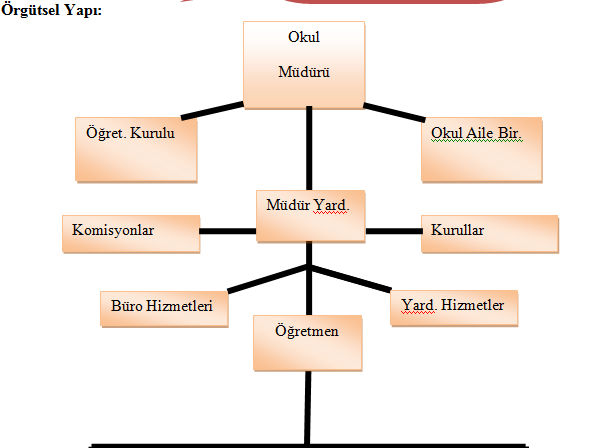 Örgütsel Yapı:
Okul
Müdürü
Öğret. Kurulu
Okul Aile Bir.
Müdür Yard.
Komisyonlar
Kurullar
Büro Hizmetleri
Yard. Hizmetler
Öğretmen